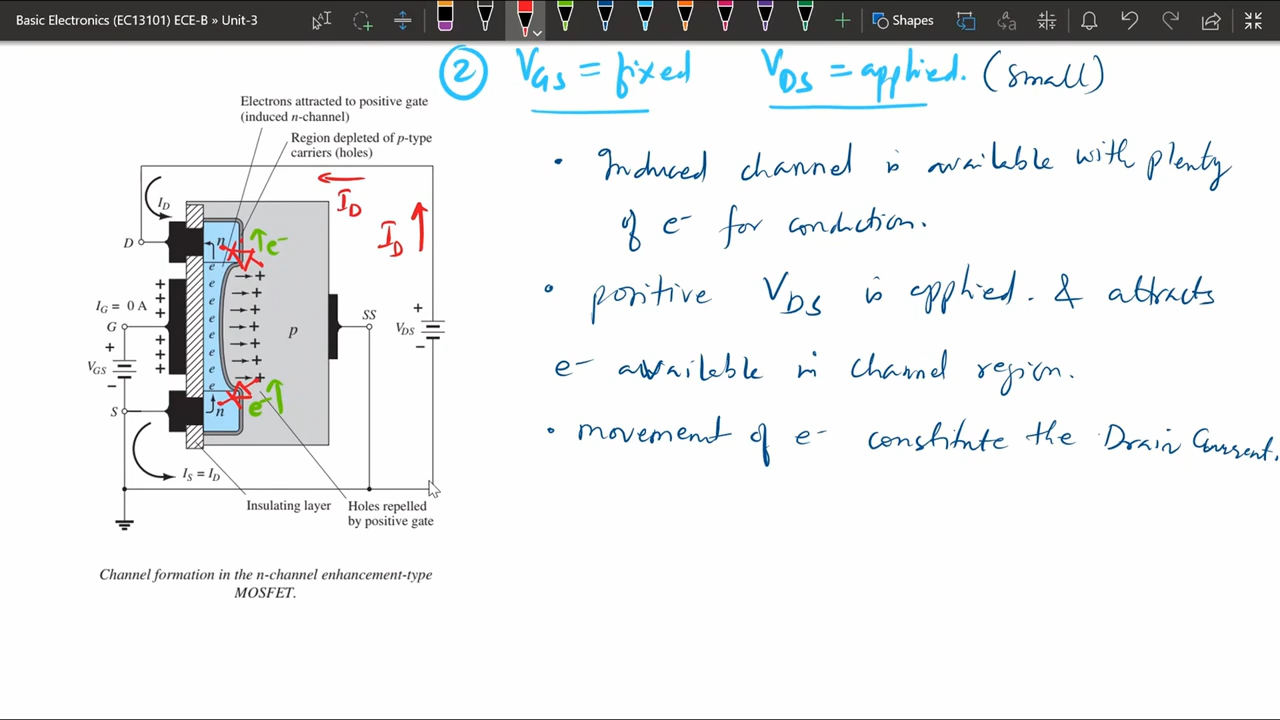 Basic Electronics (EC13101) ECE-B » Unit-3
Shapes
② VGS = fixed VDS = applied. (small)
Electrons attracted to positive gate
(induced n-channel)
Region depleted of p-type
carriers (holes)
• Induced channel is available with plenty
of e- for conduction.
• positive VDS is applied. & attracts
e- available in channel region.
• movement of e- constitute the Drain Current.
ID
ID
ID
D
n
e-
e
e
e
e
e
e
e
e
IG = 0 A
G
+
VGS
-
S
n
e-
p
SS
+
VDS
-
IS = ID
Insulating layer
Holes repelled
by positive gate
Channel formation in the n-channel enhancement-type
MOSFET.